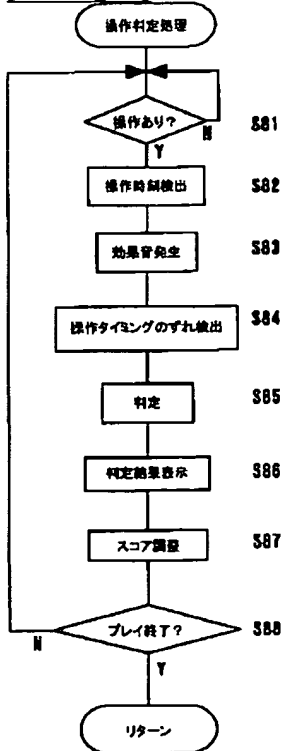 操作判定処理
操作あり?
N
S81
Y
操作時刻検出
S82
効果音発生
S83
操作タイミングのずれ検出
S84
判定
S85
判定結果表示
S86
スコア調整
S87
プレイ終了?
S88
N
Y
リターン